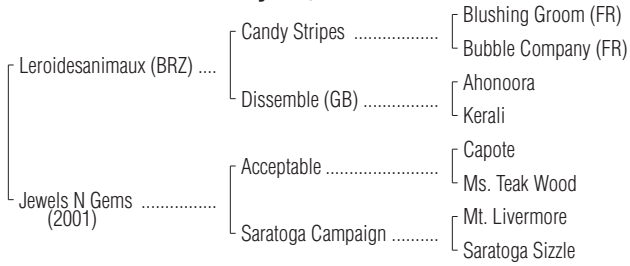 Blushing Groom (FR)
Candy Stripes ..................
Bubble Company (FR)
Leroidesanimaux (BRZ) ....
Ahonoora
Dissemble (GB) ................
Kerali
Capote
Acceptable ........................
Ms. Teak Wood
Jewels N Gems ................
(2001)
Mt. Livermore
Saratoga Campaign ..........
Saratoga Sizzle